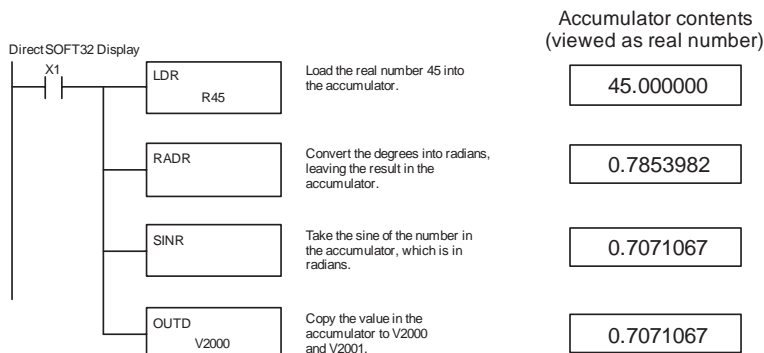 Accumulator contents
(viewed as real number)
DirectSOFT32 Display
X1
LDR
R45
Load the real number 45 into
the accumulator.
45.000000
RADR
Convert the degrees into radians,
leaving the result in the
accumulator.
0.7853982
SINR
Take the sine of the number in
the accumulator, which is in
radians.
0.7071067
OUTD
V2000
Copy the value in the
accumulator to V2000
and V2001.
0.7071067